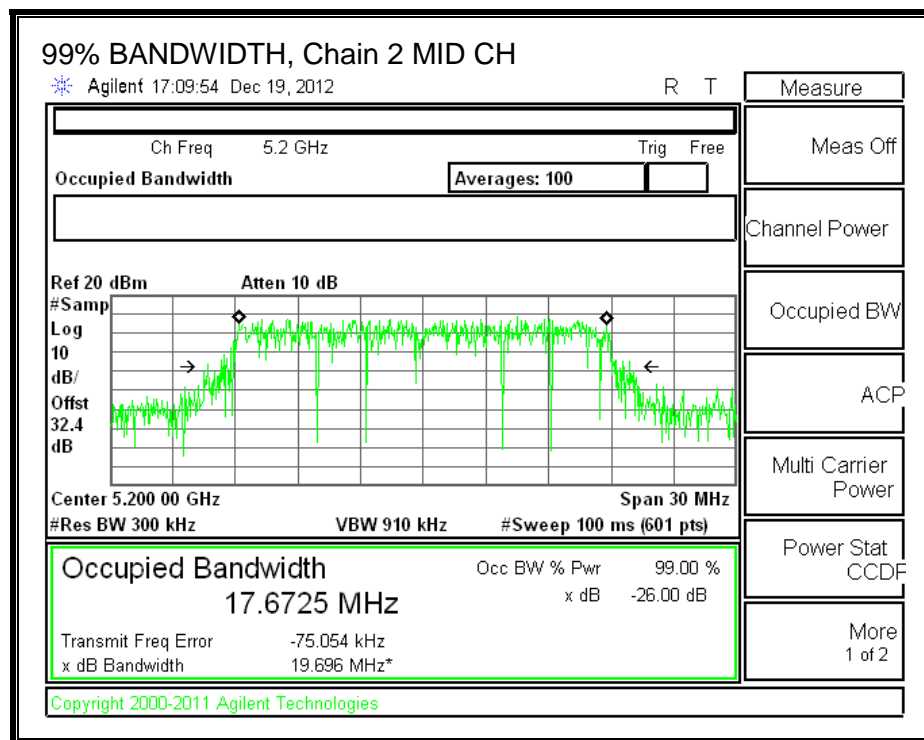 99% BANDWIDTH, Chain 2 MID CH
Agilent 17:09:54 Dec 19, 2012 R T
Measure
Ch Freq 5.2 GHz Trig Free
Meas Off
Occupied Bandwidth Averages: 100
Channel Power
Ref 20 dBm Atten 10 dB
#Samp
Log
10
dB/
Offst
32.4
dB
Occupied BW
ACP
Multi Carrier
Power
Center 5.200 00 GHz Span 30 MHz
#Res BW 300 kHz VBW 910 kHz #Sweep 100 ms (601 pts)
Power Stat
CCDF
Occupied Bandwidth Occ BW % Pwr 99.00 %
17.6725 MHz x dB -26.00 dB
Transmit Freq Error -75.054 kHz
x dB Bandwidth 19.696 MHz*
More
1 of 2
Copyright 2000-2011 Agilent Technologies